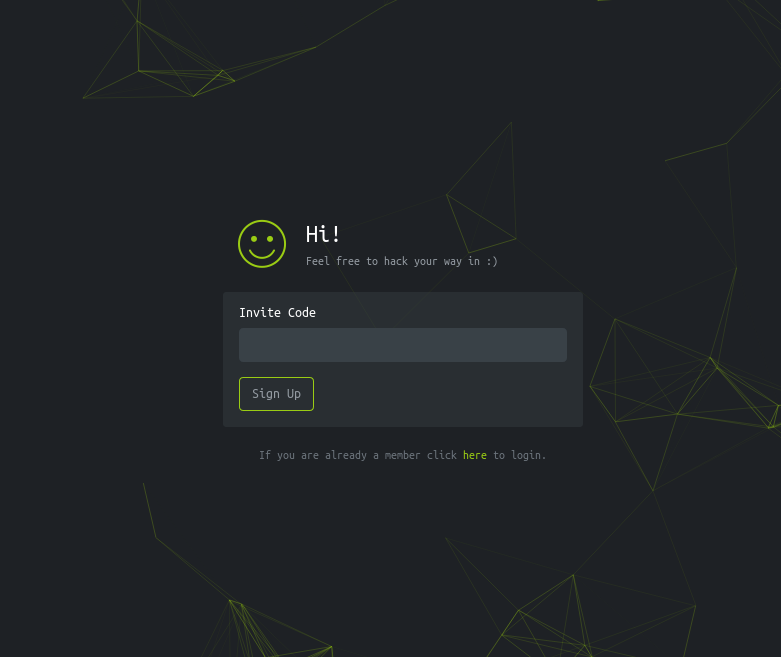 Hi!
Feel free to hack your way in :)
Invite Code
Sign Up
If you are already a member click here to login.